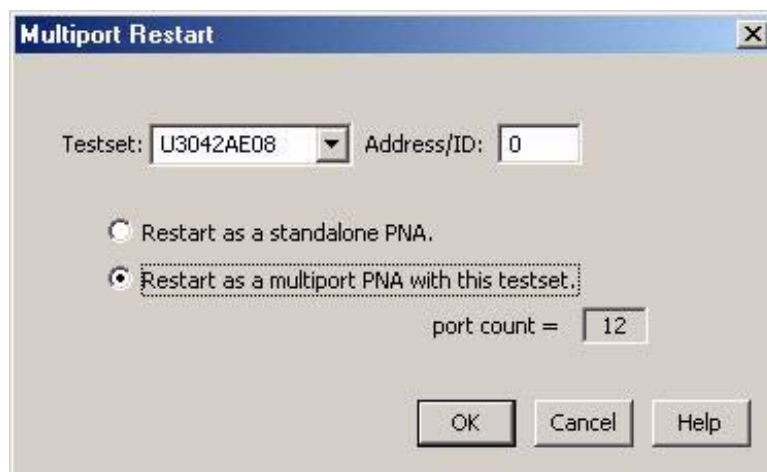 Multiport Restart
Testset: U3042AE08 Address/ID: 0
Restart as a standalone PNA.
Restart as a multiport PNA with this testset.
port count = 12
OK Cancel Help